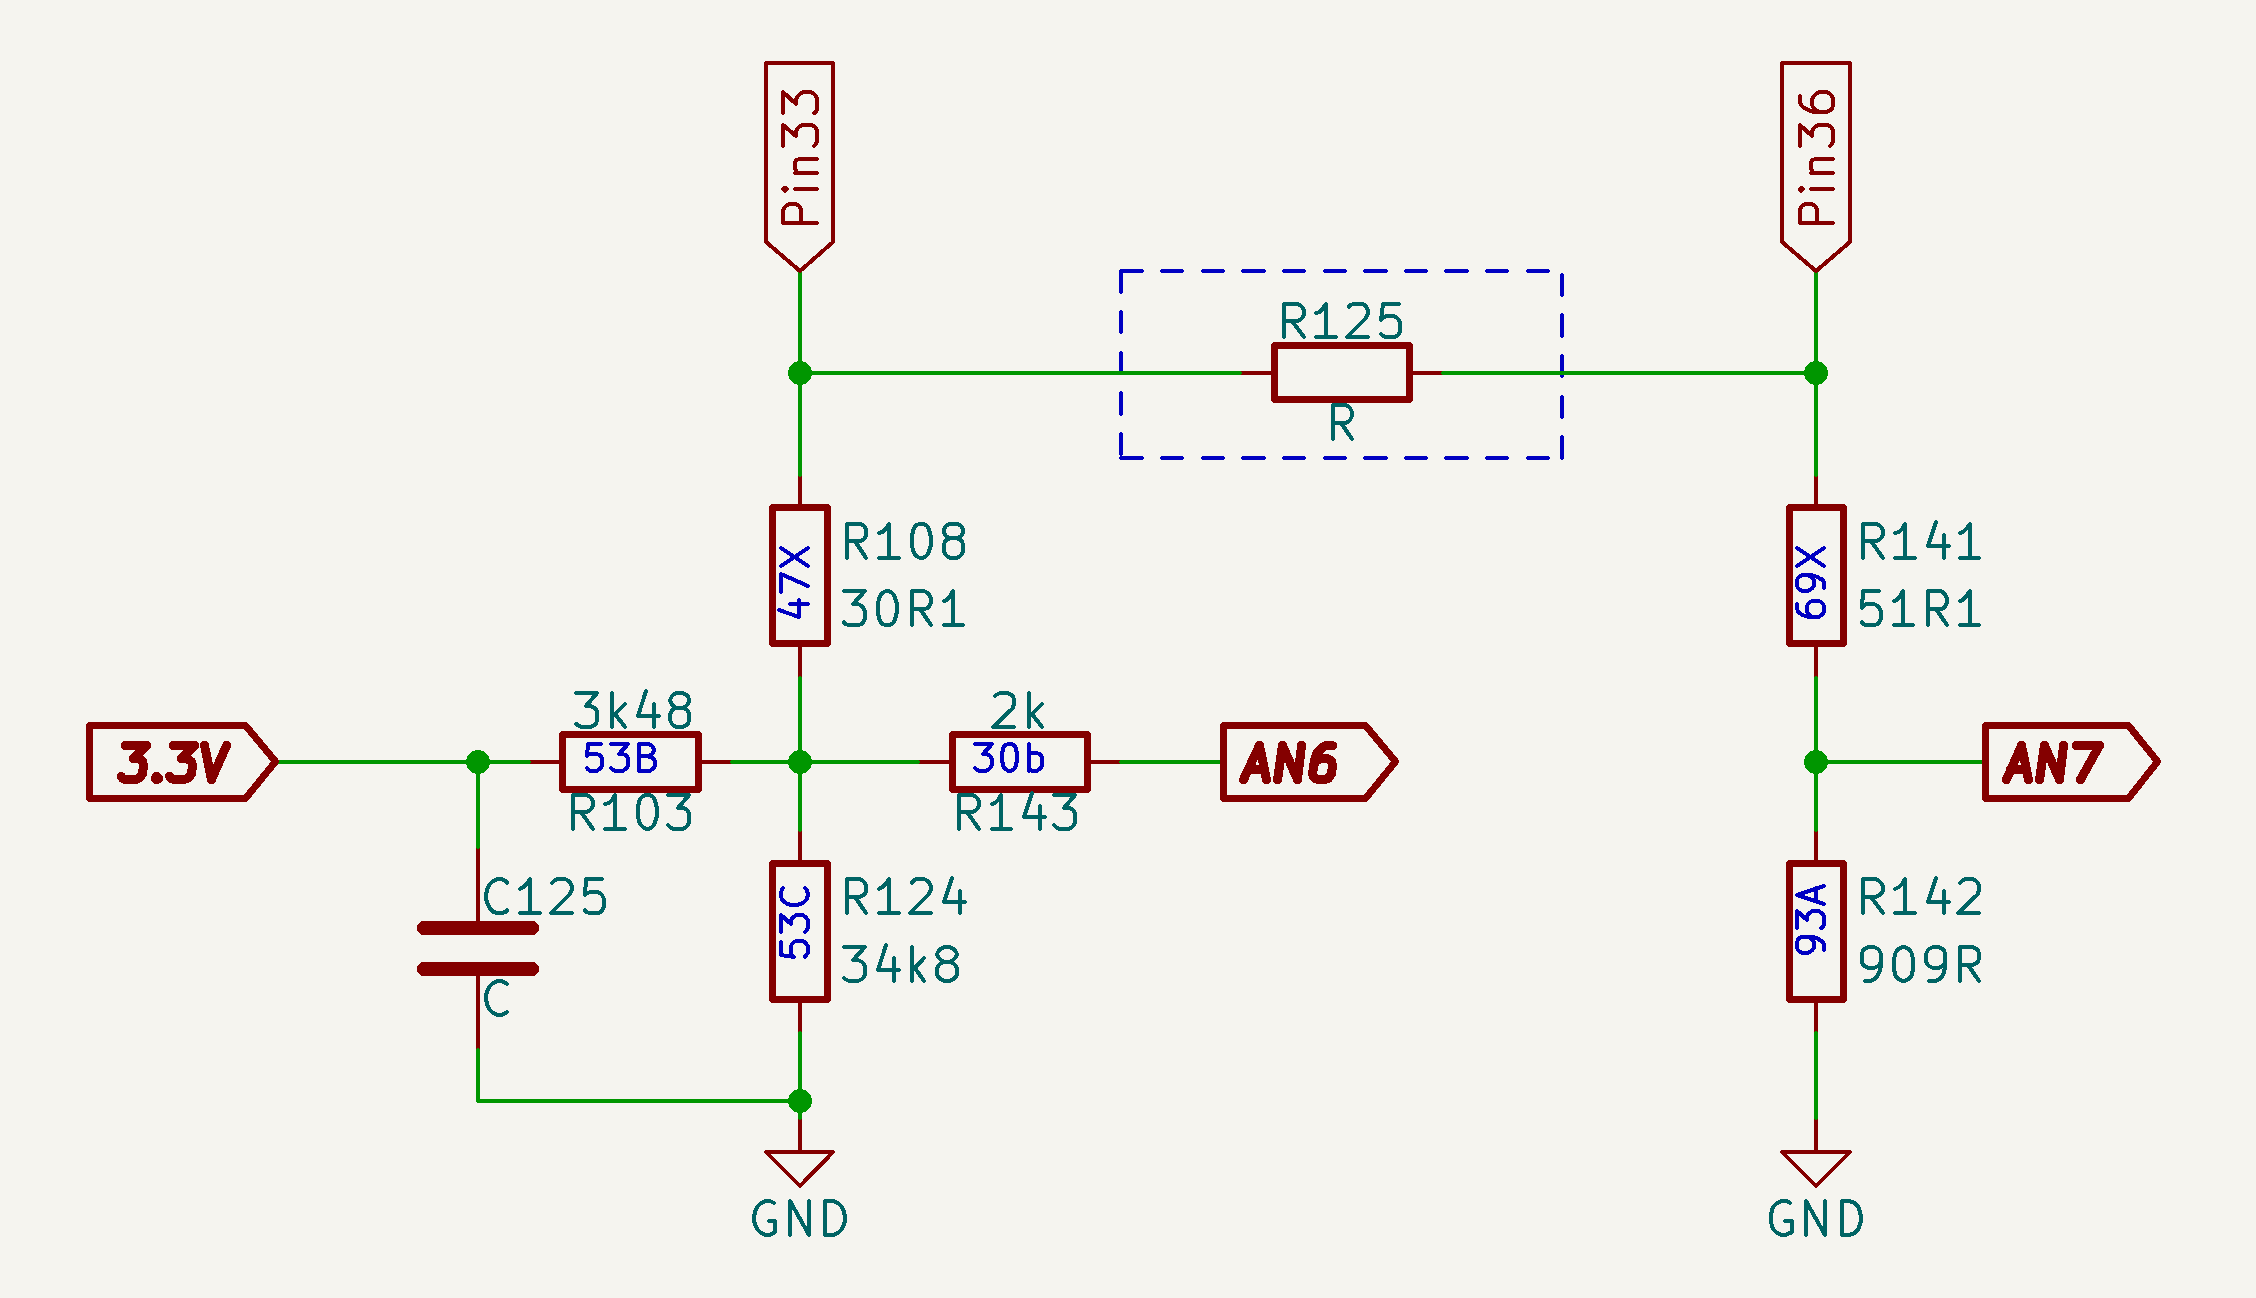 Pin33
Pin36
R125
R
R108
47X
30R1
R141
69X
51R1
3k48
2k
3.3V
53B
30b
AN6
AN7
R103
R143
C125
R124
53C
34k8
R142
93A
909R
C
GND
GND